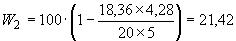 W₂ = 100·(1 − 18,36×4,28 / 20×5) = 21,42